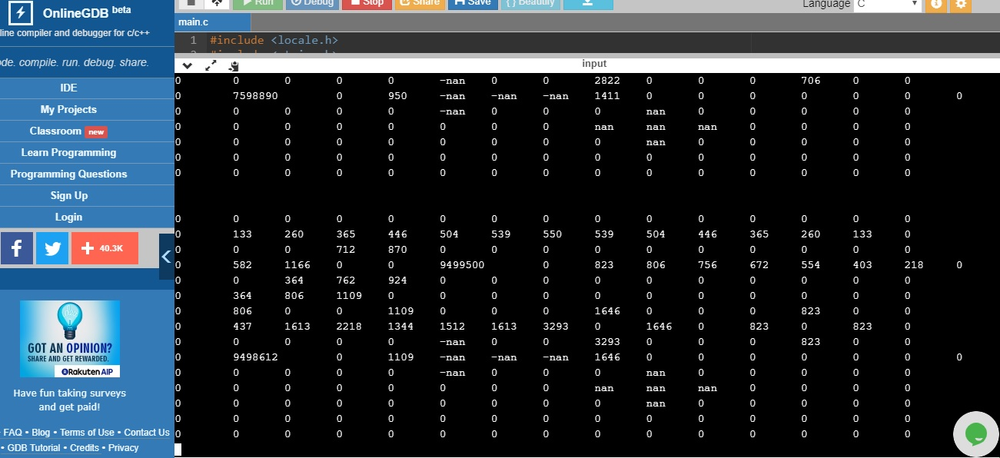 OnlineGDB beta
line compiler and debugger for c/c++
ode. compile. run. debug. share.
IDE
My Projects
Classroom new
Learn Programming
Programming Questions
Sign Up
Login
40.3K
GOT AN OPINION?
SHARE AND GET REWARDED.
Rakuten AIP
Have fun taking surveys
and get paid!
FAQ • Blog • Terms of Use • Contact Us
• GDB Tutorial • Credits • Privacy
Run Debug Stop Share Save { } Beautify
Language C
main.c
1 #include <locale.h>
input
0 0 0 0 0 -nan 0 0 2822 0 0 0 706 0 0
0 7598890 0 950 -nan -nan -nan 1411 0 0 0 0 0 0 0
0 0 0 0 0 -nan 0 0 0 nan 0 0 0 0 0
0 0 0 0 0 0 0 0 nan nan nan 0 0 0 0
0 0 0 0 0 0 0 0 0 nan 0 0 0 0 0
0 0 0 0 0 0 0 0 0 0 0 0 0 0 0
0 0 0 0 0 0 0 0 0 0 0 0 0 0 0
0 0 0 0 0 0 0 0 0 0 0 0 0 0 0
0 133 260 365 446 504 539 550 539 504 446 365 260 133 0
0 0 0 712 870 0 0 0 0 0 0 0 0 0 0
0 582 1166 0 0 9499500 0 823 806 756 672 554 403 218 0
0 0 364 762 924 0 0 0 0 0 0 0 0 0 0
0 364 806 1109 0 0 0 0 0 0 0 0 0 0 0
0 806 0 0 1109 0 0 0 1646 0 0 0 823 0 0
0 437 1613 2218 1344 1512 1613 3293 0 1646 0 823 0 823 0
0 0 0 0 0 -nan 0 0 3293 0 0 0 823 0 0
0 9498612 0 1109 -nan -nan -nan 1646 0 0 0 0 0 0 0
0 0 0 0 0 -nan 0 0 0 nan 0 0 0 0 0
0 0 0 0 0 0 0 0 nan nan nan 0 0 0 0
0 0 0 0 0 0 0 0 0 nan 0 0 0 0 0
0 0 0 0 0 0 0 0 0 0 0 0 0 0 0
0 0 0 0 0 0 0 0 0 0 0 0 0 0 0